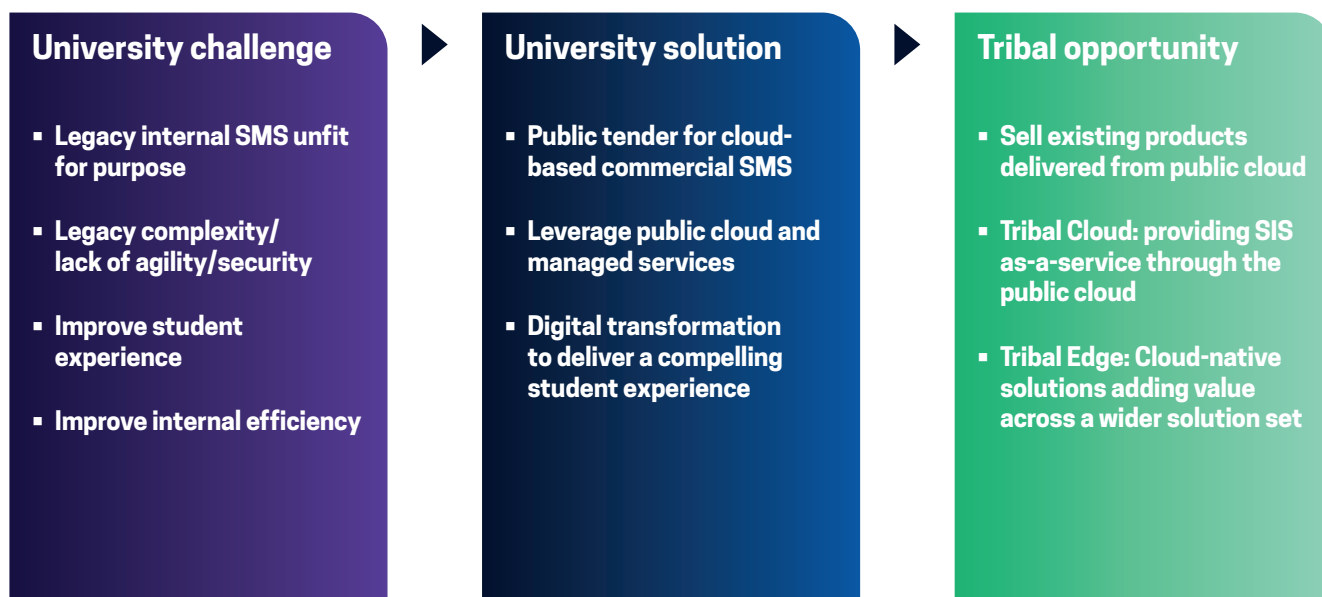 University challenge
▪ Legacy internal SMS unfit
for purpose
▪ Legacy complexity/
lack of agility/security
▪ Improve student
experience
▪ Improve internal efficiency
University solution
▪ Public tender for cloud-
based commercial SMS
▪ Leverage public cloud and
managed services
▪ Digital transformation
to deliver a compelling
student experience
Tribal opportunity
▪ Sell existing products
delivered from public cloud
▪ Tribal Cloud: providing SIS
as-a-service through the
public cloud
▪ Tribal Edge: Cloud-native
solutions adding value
across a wider solution set